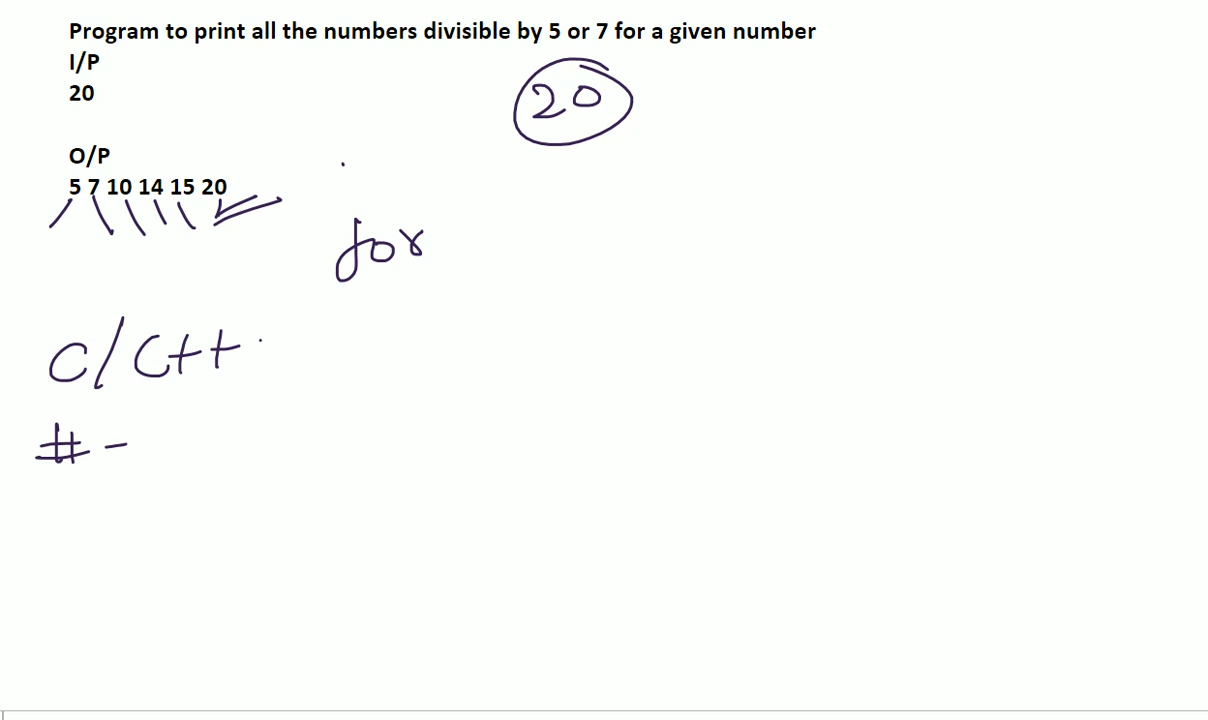 Program to print all the numbers divisible by 5 or 7 for a given number
I/P
20
20
O/P
5 7 10 14 15 20
for
C/C++
# -